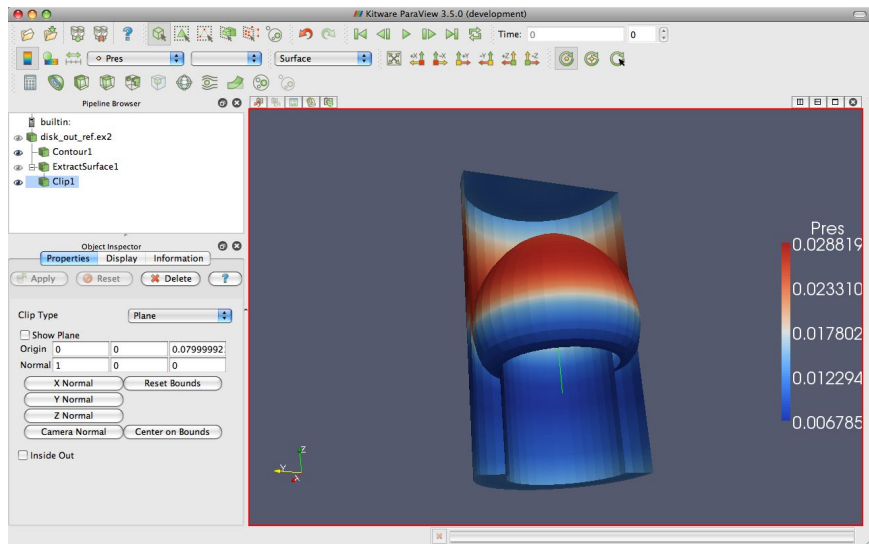 Kitware ParaView 3.5.0 (development)
Time: 0 0
Pres Surface
+X -X +Y -Y +Z -Z
Pipeline Browser
builtin:
disk_out_ref.ex2
Contour1
ExtractSurface1
Clip1
Object Inspector
Properties Display Information
Apply Reset Delete ?
Clip Type Plane
Show Plane
Origin 0 0 0.07999992
Normal 1 0 0
X Normal Reset Bounds
Y Normal
Z Normal
Camera Normal Center on Bounds
Inside Out
Pres
0.028819
0.023310
0.017802
0.012294
0.006785
Z
Y
X